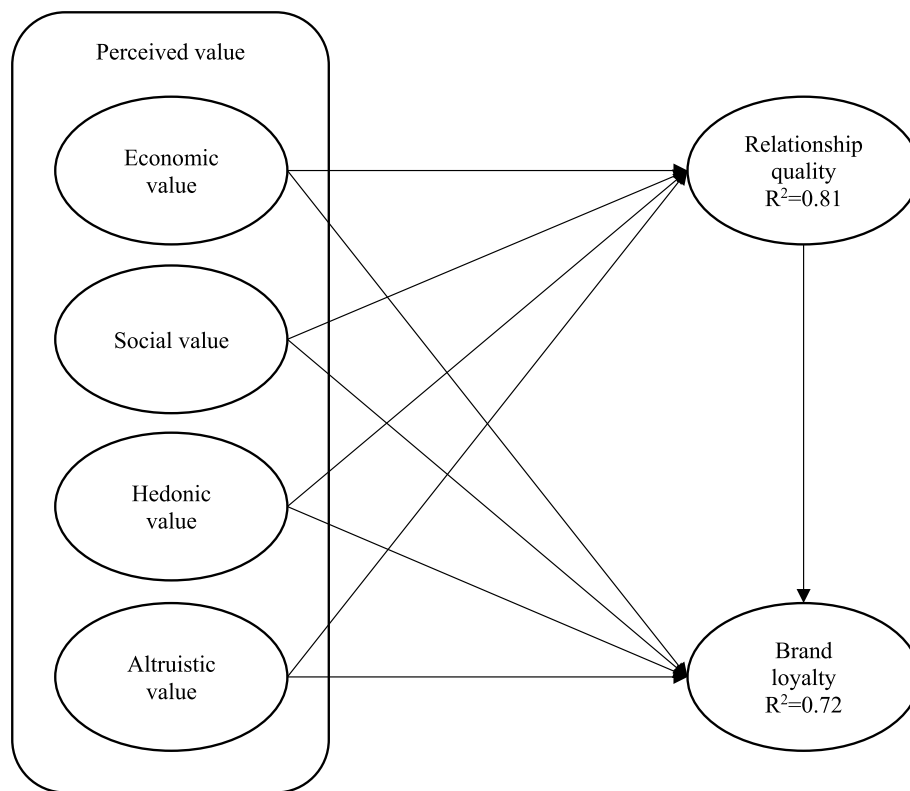 Perceived value
Economic
value
Social value
Hedonic
value
Altruistic
value
Relationship
quality
R²=0.81
Brand
loyalty
R²=0.72